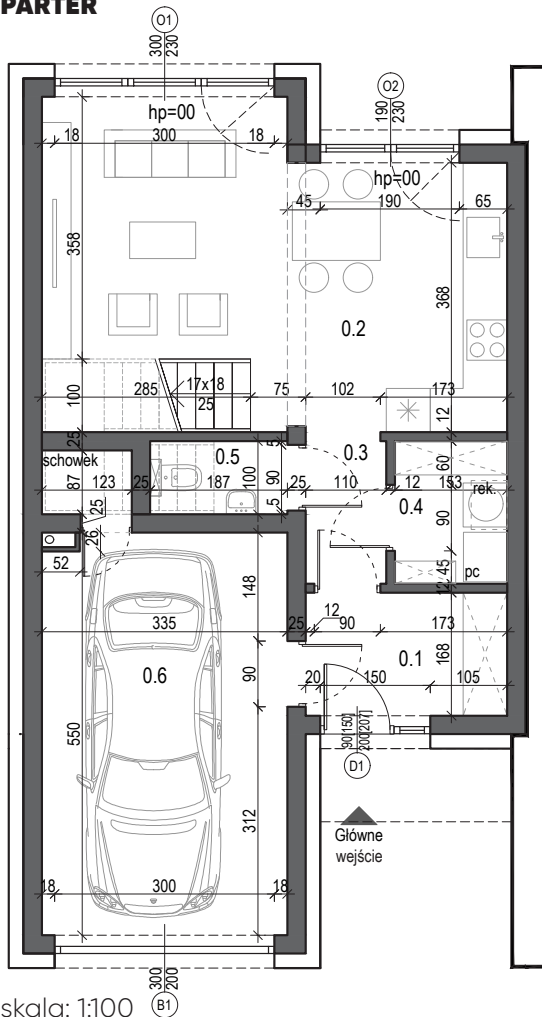 PARTER
O1
300
230
O2
190
230
hp=00
hp=00
18 300 18
45 190 65
358
368
0.2
100
285
17x18
25
75 102 173
12
25
schowek
0.5
5
100
90
5
0.3
60
87
123 25 187 25 110 12 153
rek.
0.4
90
25
26
52
45
pc
12
148
12
335 25 90 173
0.1
168
0.6
90
20 150 105
550
90[150]
200[207]
D1
312
Główne
wejście
18 300 18
300
200
B1
skala: 1:100